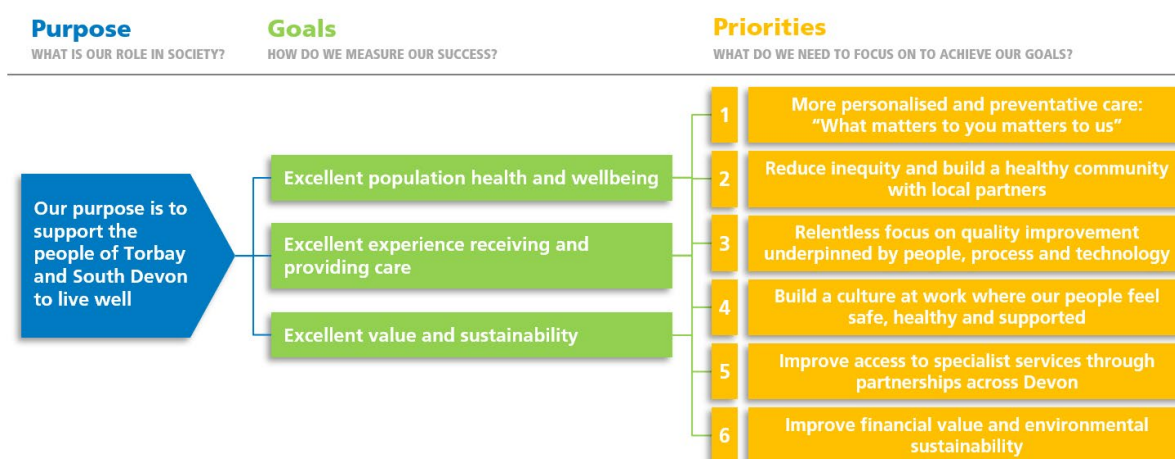 Purpose
WHAT IS OUR ROLE IN SOCIETY?
Goals
HOW DO WE MEASURE OUR SUCCESS?
Priorities
WHAT DO WE NEED TO FOCUS ON TO ACHIEVE OUR GOALS?
Our purpose is to
support the
people of Torbay
and South Devon
to live well
Excellent population health and wellbeing
Excellent experience receiving and
providing care
Excellent value and sustainability
1
More personalised and preventative care:
“What matters to you matters to us”
2
Reduce inequity and build a healthy community
with local partners
3
Relentless focus on quality improvement
underpinned by people, process and technology
4
Build a culture at work where our people feel
safe, healthy and supported
5
Improve access to specialist services through
partnerships across Devon
6
Improve financial value and environmental
sustainability